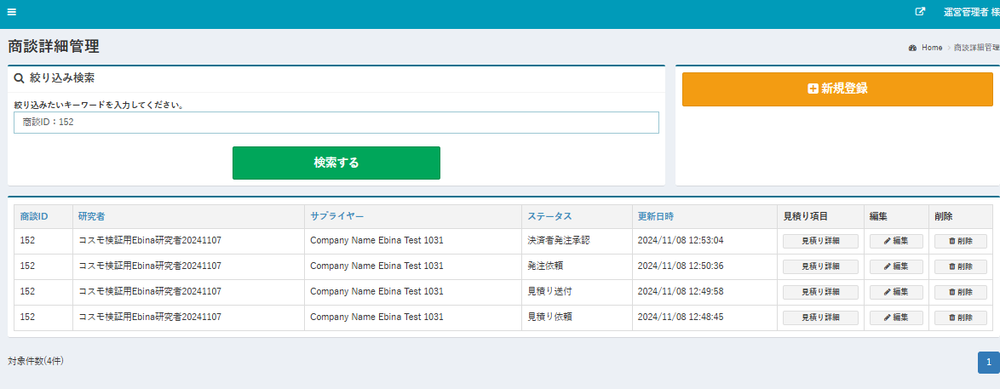 運営管理者 様
商談詳細管理
Home > 商談詳細管理
絞り込み検索
絞り込みたいキーワードを入力してください。
商談ID：152
検索する
新規登録
商談ID 研究者 サプライヤー ステータス 更新日時 見積り項目 編集 削除
152 コスモ検証用Ebina研究者20241107 Company Name Ebina Test 1031 決済者発注承認 2024/11/08 12:53:04 見積り詳細 編集 削除
152 コスモ検証用Ebina研究者20241107 Company Name Ebina Test 1031 発注依頼 2024/11/08 12:50:36 見積り詳細 編集 削除
152 コスモ検証用Ebina研究者20241107 Company Name Ebina Test 1031 見積り送付 2024/11/08 12:49:58 見積り詳細 編集 削除
152 コスモ検証用Ebina研究者20241107 Company Name Ebina Test 1031 見積り依頼 2024/11/08 12:48:45 見積り詳細 編集 削除
対象件数(4件)
1